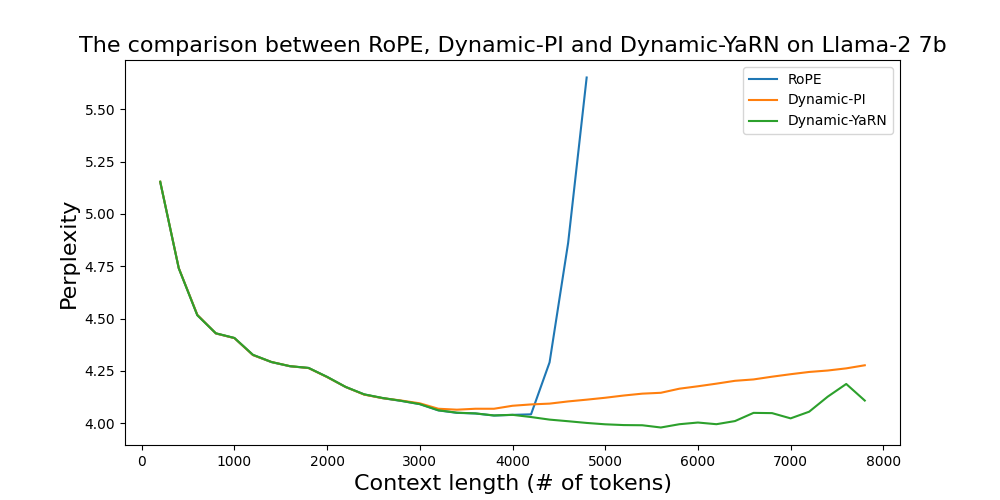 The comparison between RoPE, Dynamic-PI and Dynamic-YaRN on Llama-2 7b
RoPE
Dynamic-PI
Dynamic-YaRN
Perplexity
5.50
5.25
5.00
4.75
4.50
4.25
4.00
0 1000 2000 3000 4000 5000 6000 7000 8000
Context length (# of tokens)